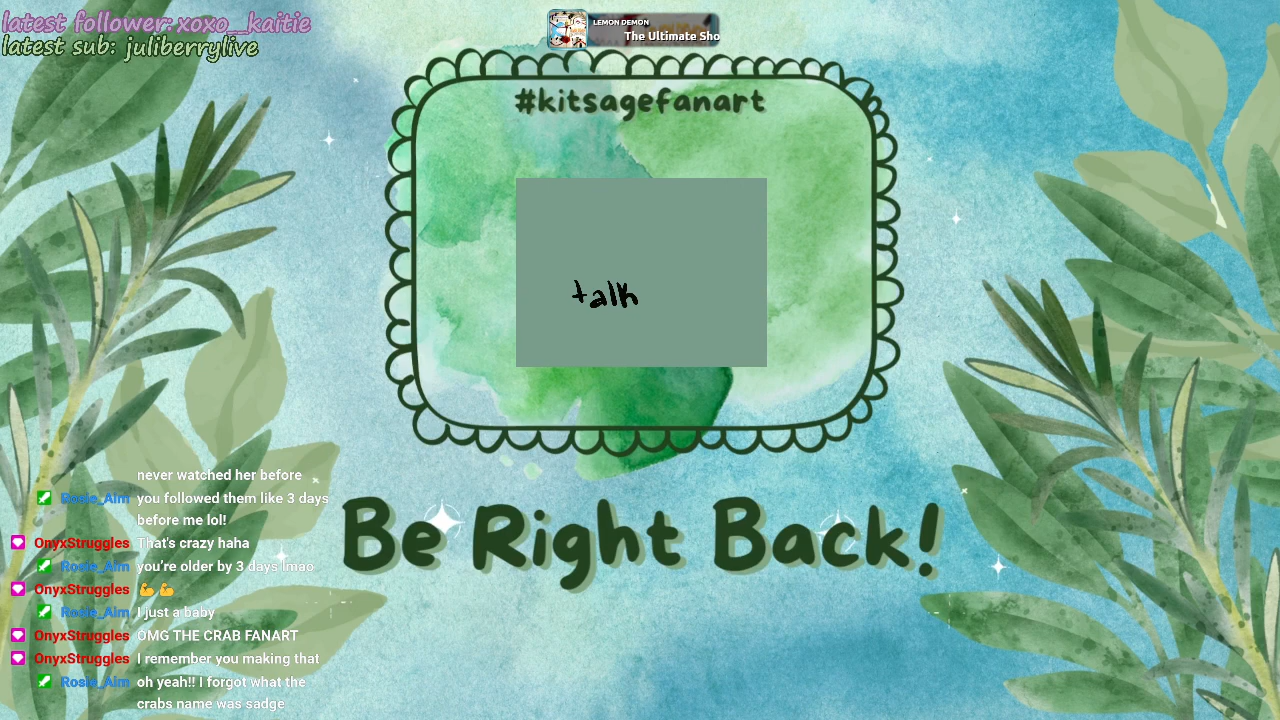 latest follower: xoxo__kaitie
latest sub: juliberrylive
LEMON DEMON
The Ultimate Sho
#kitsagefanart
talk
Be Right Back!
never watched her before
Rosie_Aim you followed them like 3 days
before me lol!
OnyxStruggles That's crazy haha
Rosie_Aim you're older by 3 days lmao
OnyxStruggles 💪💪
Rosie_Aim I just a baby
OnyxStruggles OMG THE CRAB FANART
OnyxStruggles I remember you making that
Rosie_Aim oh yeah!! I forgot what the
crabs name was sadge